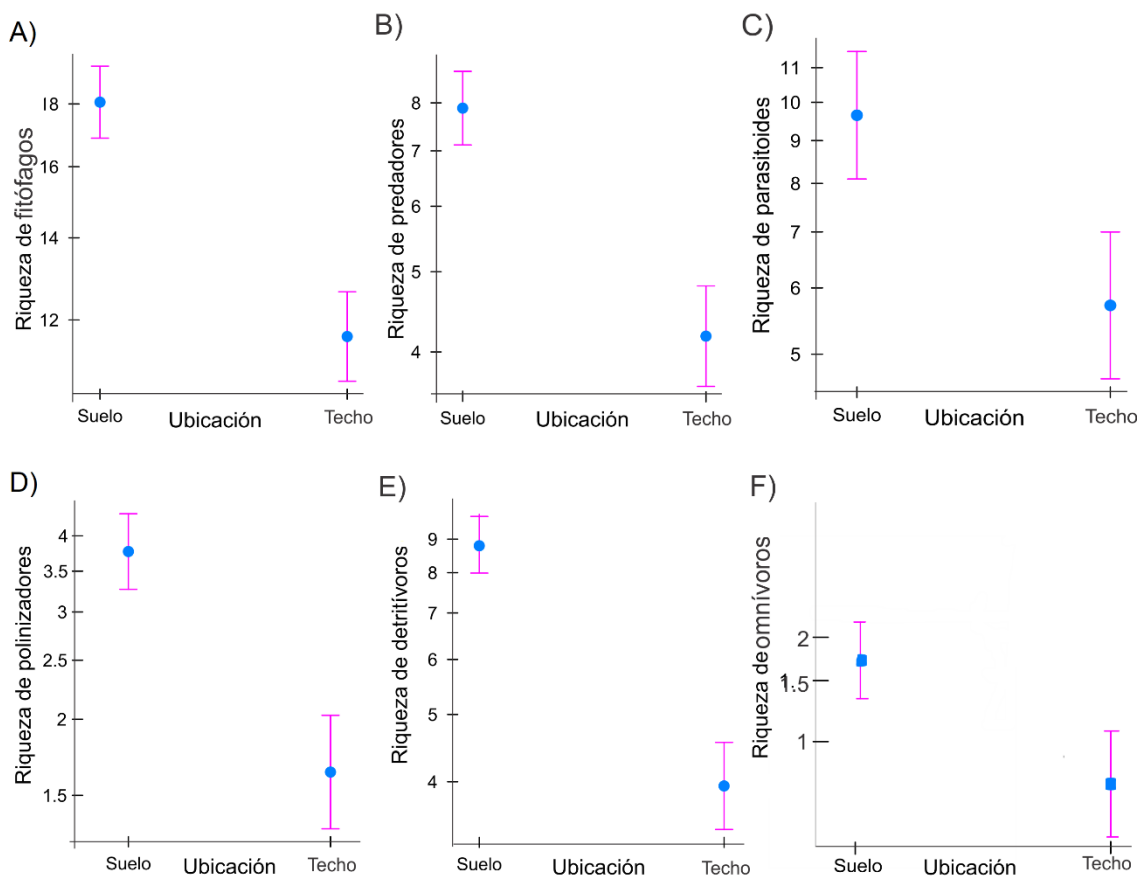 A)
Riqueza de fitófagos
18
16
14
12
Suelo
Ubicación
Techo
B)
Riqueza de predadores
8
7
6
5
4
Suelo
Ubicación
Techo
C)
Riqueza de parasitoides
11
10
9
8
7
6
5
Suelo
Ubicación
Techo
D)
Riqueza de polinizadores
4
3.5
3
2.5
2
1.5
Suelo
Ubicación
Techo
E)
Riqueza de detritívoros
9
8
7
6
5
4
Suelo
Ubicación
Techo
F)
Riqueza de omnívoros
2
1.5
1
Suelo
Ubicación
Techo